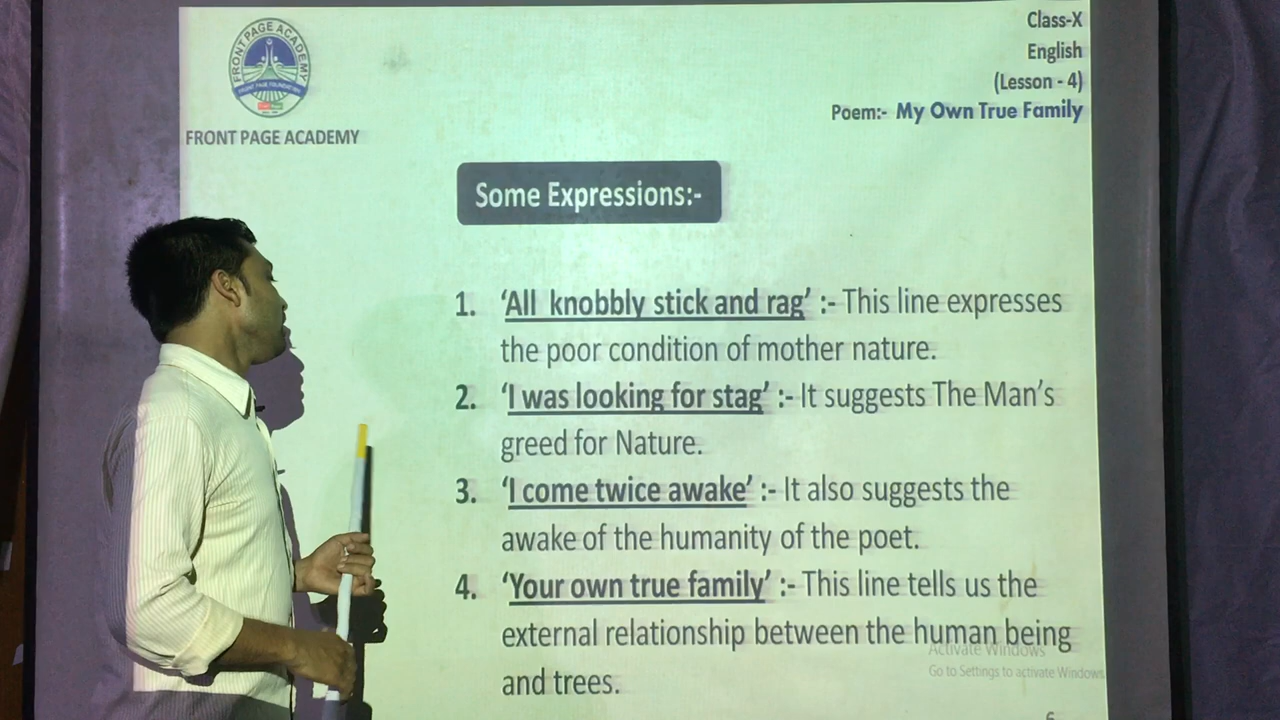 FRONT PAGE ACADEMY
FRONT PAGE FOUNDATION
FRONT PAGE ACADEMY
Class-X
English
(Lesson - 4)
Poem:- My Own True Family
Some Expressions:-
1. ‘All knobbly stick and rag’ :- This line expresses
the poor condition of mother nature.
2. ‘I was looking for stag’ :- It suggests The Man’s
greed for Nature.
3. ‘I come twice awake’ :- It also suggests the
awake of the humanity of the poet.
4. ‘Your own true family’ :- This line tells us the
external relationship between the human being
and trees.
Activate Windows
Go to Settings to activate Windows.
6